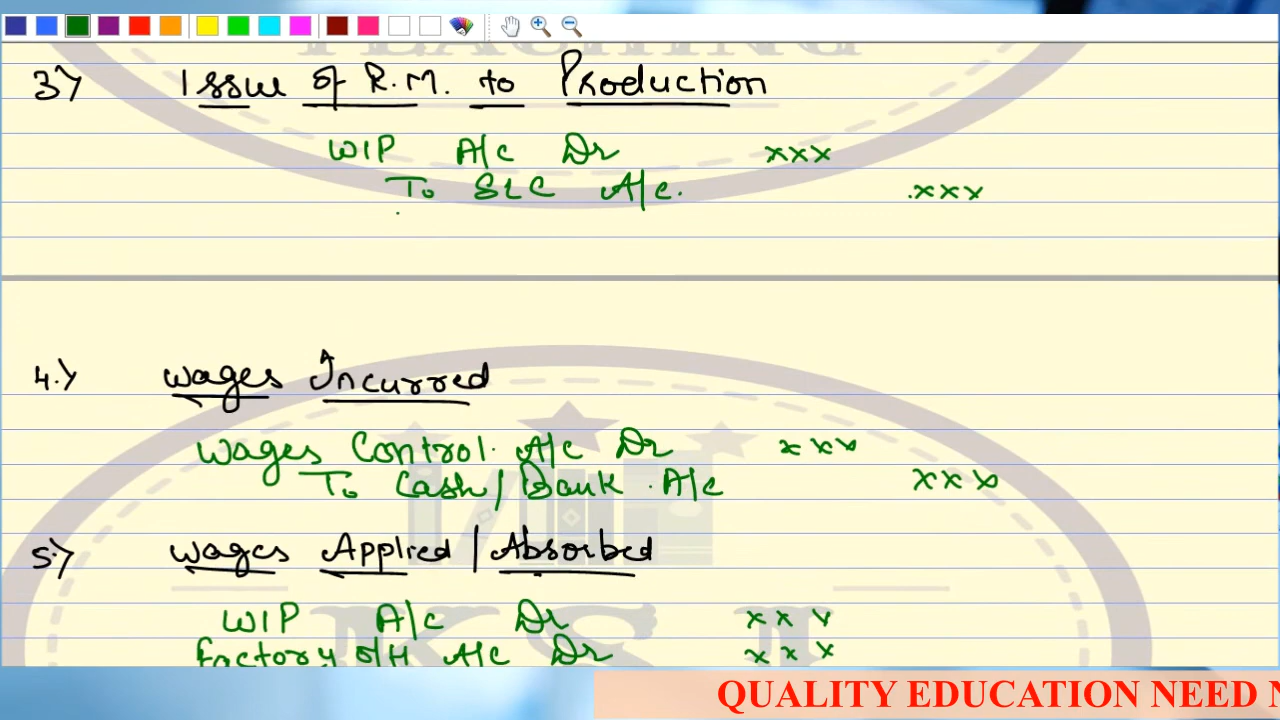 TEACHING
3) Issue of R.M. to Production
WIP A/c Dr xxx
To SLC A/c. xxx
4.) Wages Incurred
Wages Control A/c Dr xxx
To Cash/Bank A/c xxx
5.) Wages Applied / Absorbed
WIP A/c Dr xxx
Factory O/H A/c Dr xxx
QUALITY EDUCATION NEED